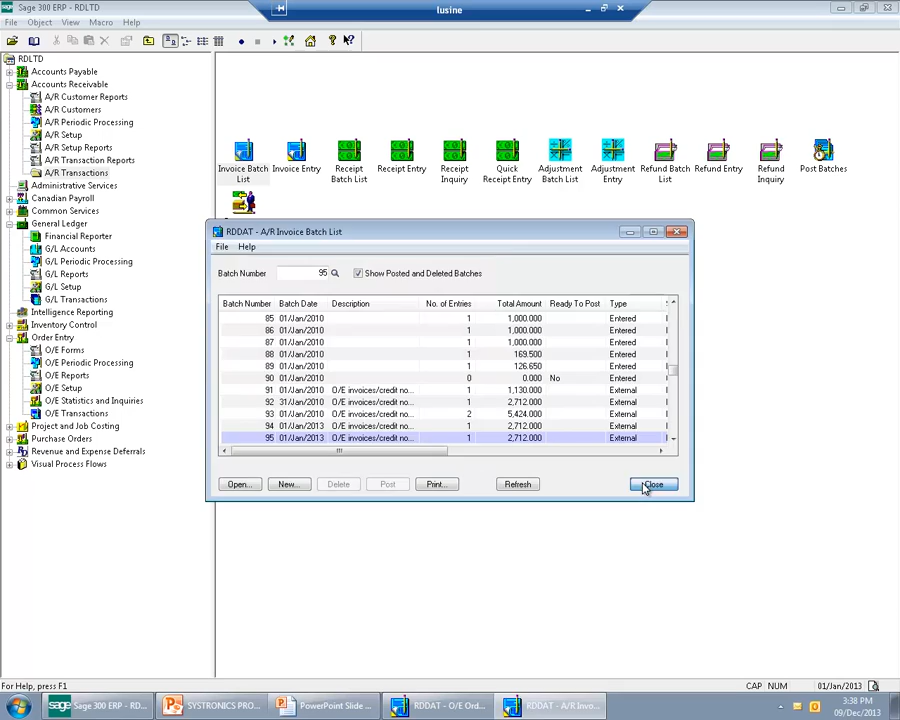 Sage 300 ERP - RDLTD
lusine
File Object View Macro Help
RDLTD
Accounts Payable
Accounts Receivable
A/R Customer Reports
A/R Customers
A/R Periodic Processing
A/R Setup
A/R Setup Reports
A/R Transaction Reports
A/R Transactions
Administrative Services
Canadian Payroll
Common Services
General Ledger
Financial Reporter
G/L Accounts
G/L Periodic Processing
G/L Reports
G/L Setup
G/L Transactions
Intelligence Reporting
Inventory Control
Order Entry
O/E Forms
O/E Periodic Processing
O/E Reports
O/E Setup
O/E Statistics and Inquiries
O/E Transactions
Project and Job Costing
Purchase Orders
Revenue and Expense Deferrals
Visual Process Flows
Invoice Batch List
Invoice Entry
Receipt Batch List
Receipt Entry
Receipt Inquiry
Quick Receipt Entry
Adjustment Batch List
Adjustment Entry
Refund Batch List
Refund Entry
Refund Inquiry
Post Batches
RDDAT - A/R Invoice Batch List
File Help
Batch Number 95 Show Posted and Deleted Batches
Batch Number Batch Date Description No. of Entries Total Amount Ready To Post Type
85 01/Jan/2010 1 1,000.000 Entered
86 01/Jan/2010 1 1,000.000 Entered
87 01/Jan/2010 1 1,000.000 Entered
88 01/Jan/2010 1 169.500 Entered
89 01/Jan/2010 1 126.650 Entered
90 01/Jan/2010 0 0.000 No Entered
91 01/Jan/2010 O/E invoices/credit no... 1 1,130.000 External
92 01/Jan/2010 O/E invoices/credit no... 1 2,712.000 External
93 01/Jan/2010 O/E invoices/credit no... 2 5,424.000 External
94 01/Jan/2013 O/E invoices/credit no... 1 2,712.000 External
95 01/Jan/2013 O/E invoices/credit no... 1 2,712.000 External
Open... New... Delete Post Print... Refresh Close
For Help, press F1
CAP NUM 01/Jan/2013
sage Sage 300 ERP - RD... SYSTRONICS PRO... PowerPoint Slide ... RDDAT - O/E Ord... RDDAT - A/R Invo...
3:38 PM
09/Dec/2013